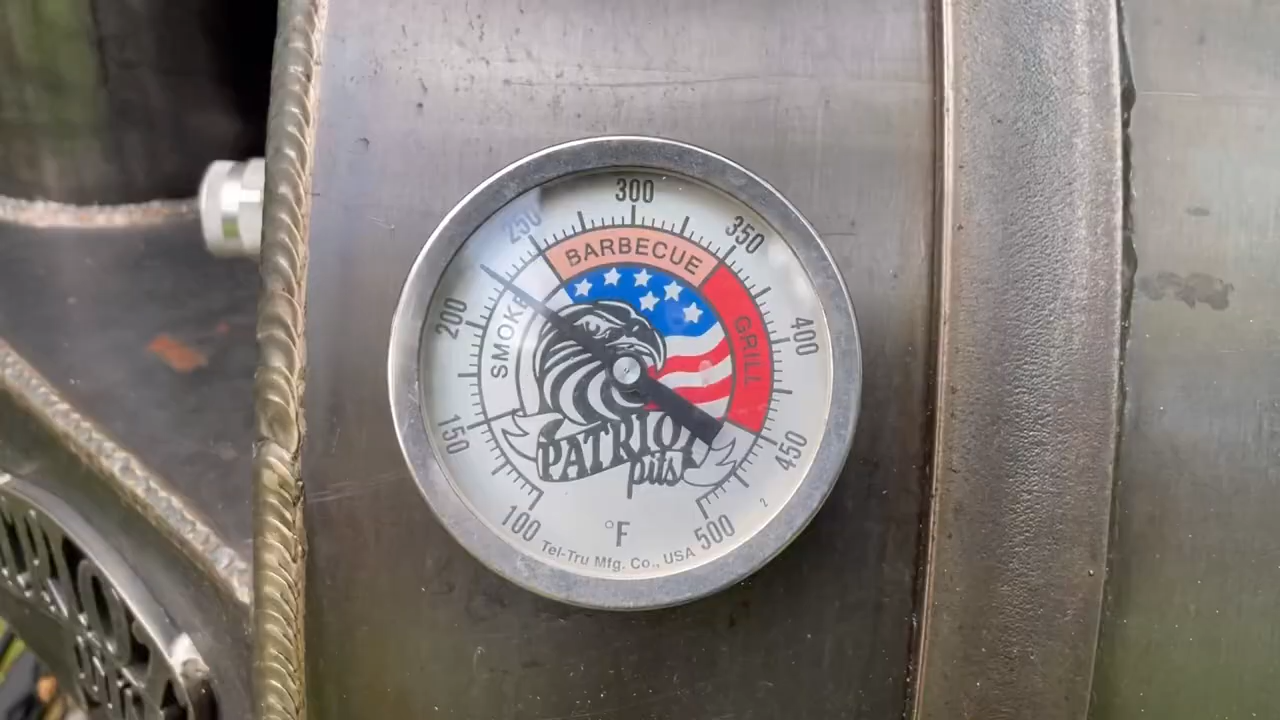 300
250
350
BARBECUE
200
SMOKE
GRILL
400
150
450
PATRIOT
pits
100
500
2
°F
Tel-Tru Mfg. Co., USA